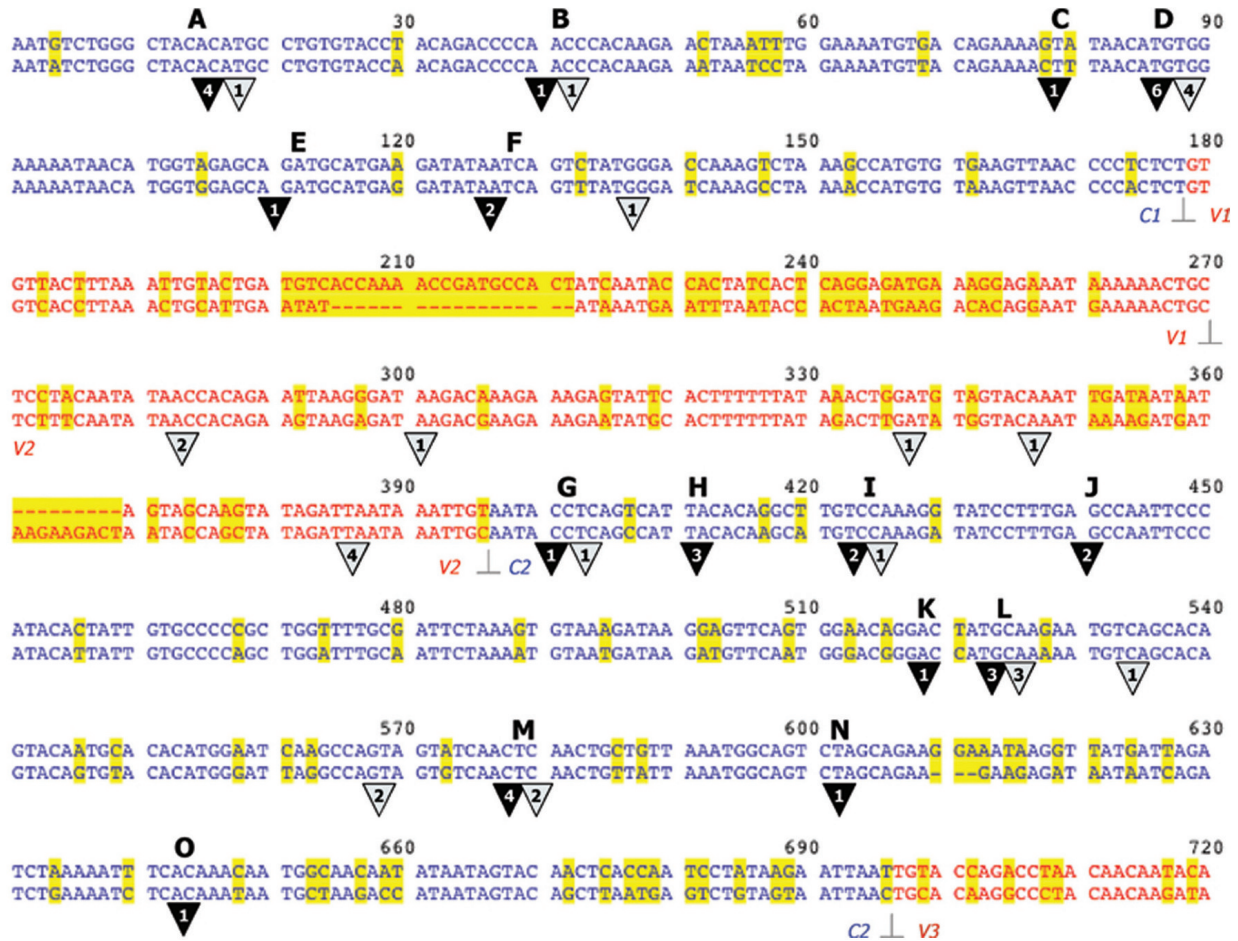 A 30 B 60 C D 90
AATGTCTGGG CTACACATGC CTGTGTACCT ACAGACCCCA ACCCACAAGA ACTAAATTTG GAAAATGTGA CAGAAAAGTA TAACATGTGG
AATATCTGGG CTACACATGC CTGTGTACCA ACAGACCCCA ACCCACAAGA AATAATCCTA GAAAATGTTA CAGAAAACTT TAACATGTGG
4 1 1 1 1 6 4
E 120 F 150 180
AAAAATAACA TGGTAGAGCA GATGCATGAA GATATAATCA GTCTATGGGA CCAAAGTCTA AAGCCATGTG TGAAGTTAAC CCCTCTCTGT
AAAAATAACA TGGTGGAGCA GATGCATGAG GATATAATCA GTTTATGGGA TCAAAGCCTA AAACCATGTG TAAAGTTAAC CCCACTCTGT
1 2 1 C1 V1
210 240 270
GTTACTTTAA ATTGTACTGA TGTCACCAAA ACCGATGCCA CTATCAATAC CACTATCACT CAGGAGATGA AAGGAGAAAT AAAAAACTGC
GTCACCTTAA ACTGCATTGA ATAT------ ---------- --ATAAATGA ATTTAATACC ACTAATGAAG ACACAGGAAT GAAAAACTGC
V1
300 330 360
TCCTACAATA TAACCACAGA ATTAAGGGAT AAGACAAAGA AAGAGTATTC ACTTTTTTAT AAACTGGATG TAGTACAAAT TGATAATAAT
TCTTTCAATA TAACCACAGA AGTAAGAGAT AAGACGAAGA AAGAATATGC ACTTTTTTAT AGACTTGATA TGGTACAAAT AAAAGATGAT
V2 2 1 1 1
390 G H 420 I J 450
---------A GTAGCAAGTA TAGATTAATA AATTGTAATA CCTCAGTCAT TACACAGGCT TGTCCAAAGG TATCCTTTGA GCCAATTCCC
AAGAAGACTA ATACCAGCTA TAGATTAATA AATTGCAATA CCTCAGCCAT TACACAAGCA TGTCCAAAGA TATCCTTTGA GCCAATTCCC
4 V2 C2 1 1 3 2 1 2
480 510 K L 540
ATACACTATT GTGCCCCCGC TGGTTTTGCG ATTCTAAAGT GTAAAGATAA GGAGTTCAGT GGAACAGGAC TATGCAAGAA TGTCAGCACA
ATACATTATT GTGCCCCAGC TGGATTTGCA ATTCTAAAAT GTAATGATAA GATGTTCAAT GGGACGGGAC CATGCAAAAA TGTCAGCACA
1 3 3 1
570 M 600 N 630
GTACAATGCA CACATGGAAT CAAGCCAGTA GTATCAACTC AACTGCTGTT AAATGGCAGT CTAGCAGAAG GAAATAAGGT TATGATTAGA
GTACAGTGTA CACATGGGAT TAGGCCAGTA GTGTCAACTC AACTGTTATT AAATGGCAGT CTAGCAGAA- --GAAGAGAT AATAATCAGA
2 4 2 1
O 660 690 720
TCTAAAAATT TCACAAACAA TGGCAACAAT ATAATAGTAC AACTCACCAA TCCTATAAGA ATTAATTGTA CCAGACCTAA CAACAATACA
TCTGAAAATC TCACAAATAA TGCTAAGACC ATAATAGTAC AGCTTAATGA GTCTGTAGTA ATTAACTGCA CAAGGCCCTA CAACAAGATA
1 C2 V3